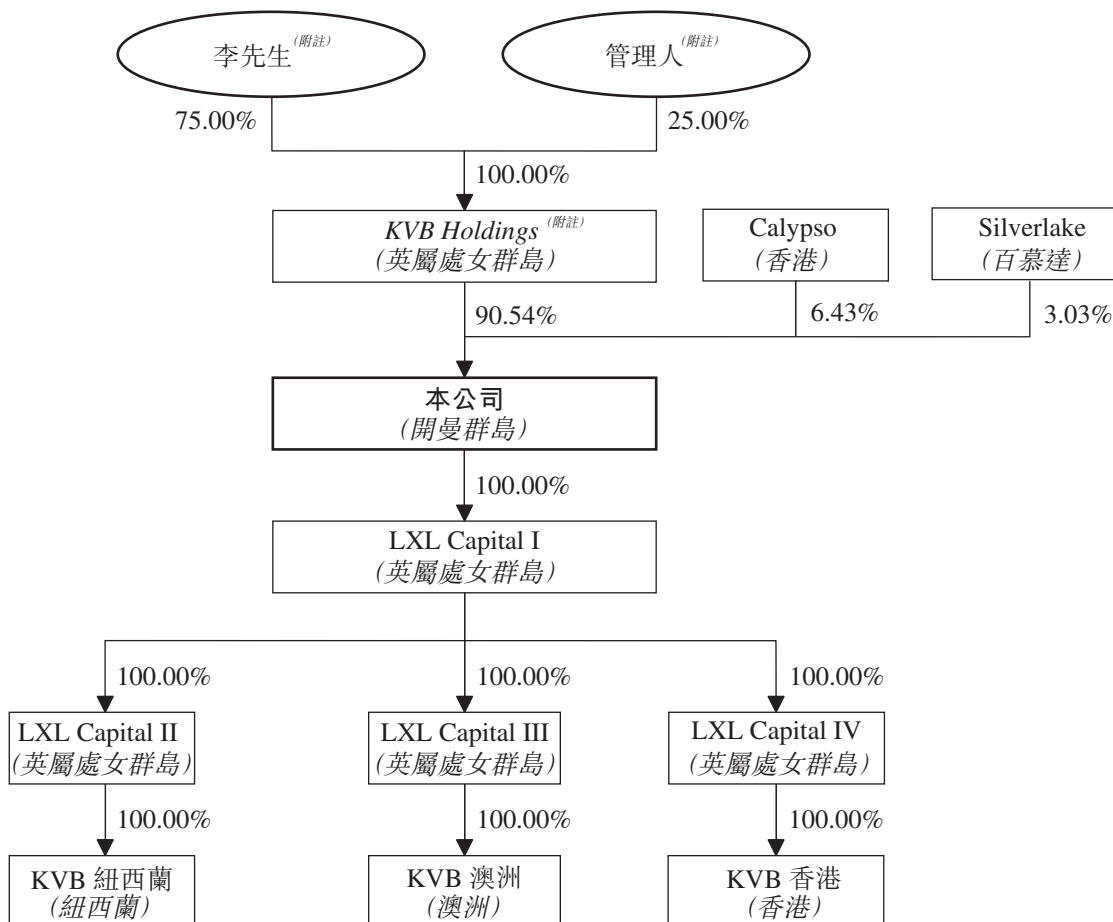 李先生(附註)
管理人(附註)
75.00%
25.00%
100.00%
KVB Holdings (附註)
(英屬處女群島)
Calypso
(香港)
Silverlake
(百慕達)
90.54%
6.43%
3.03%
本公司
(開曼群島)
100.00%
LXL Capital I
(英屬處女群島)
100.00%
100.00%
100.00%
LXL Capital II
(英屬處女群島)
LXL Capital III
(英屬處女群島)
LXL Capital IV
(英屬處女群島)
100.00%
100.00%
100.00%
KVB 紐西蘭
(紐西蘭)
KVB 澳洲
(澳洲)
KVB 香港
(香港)